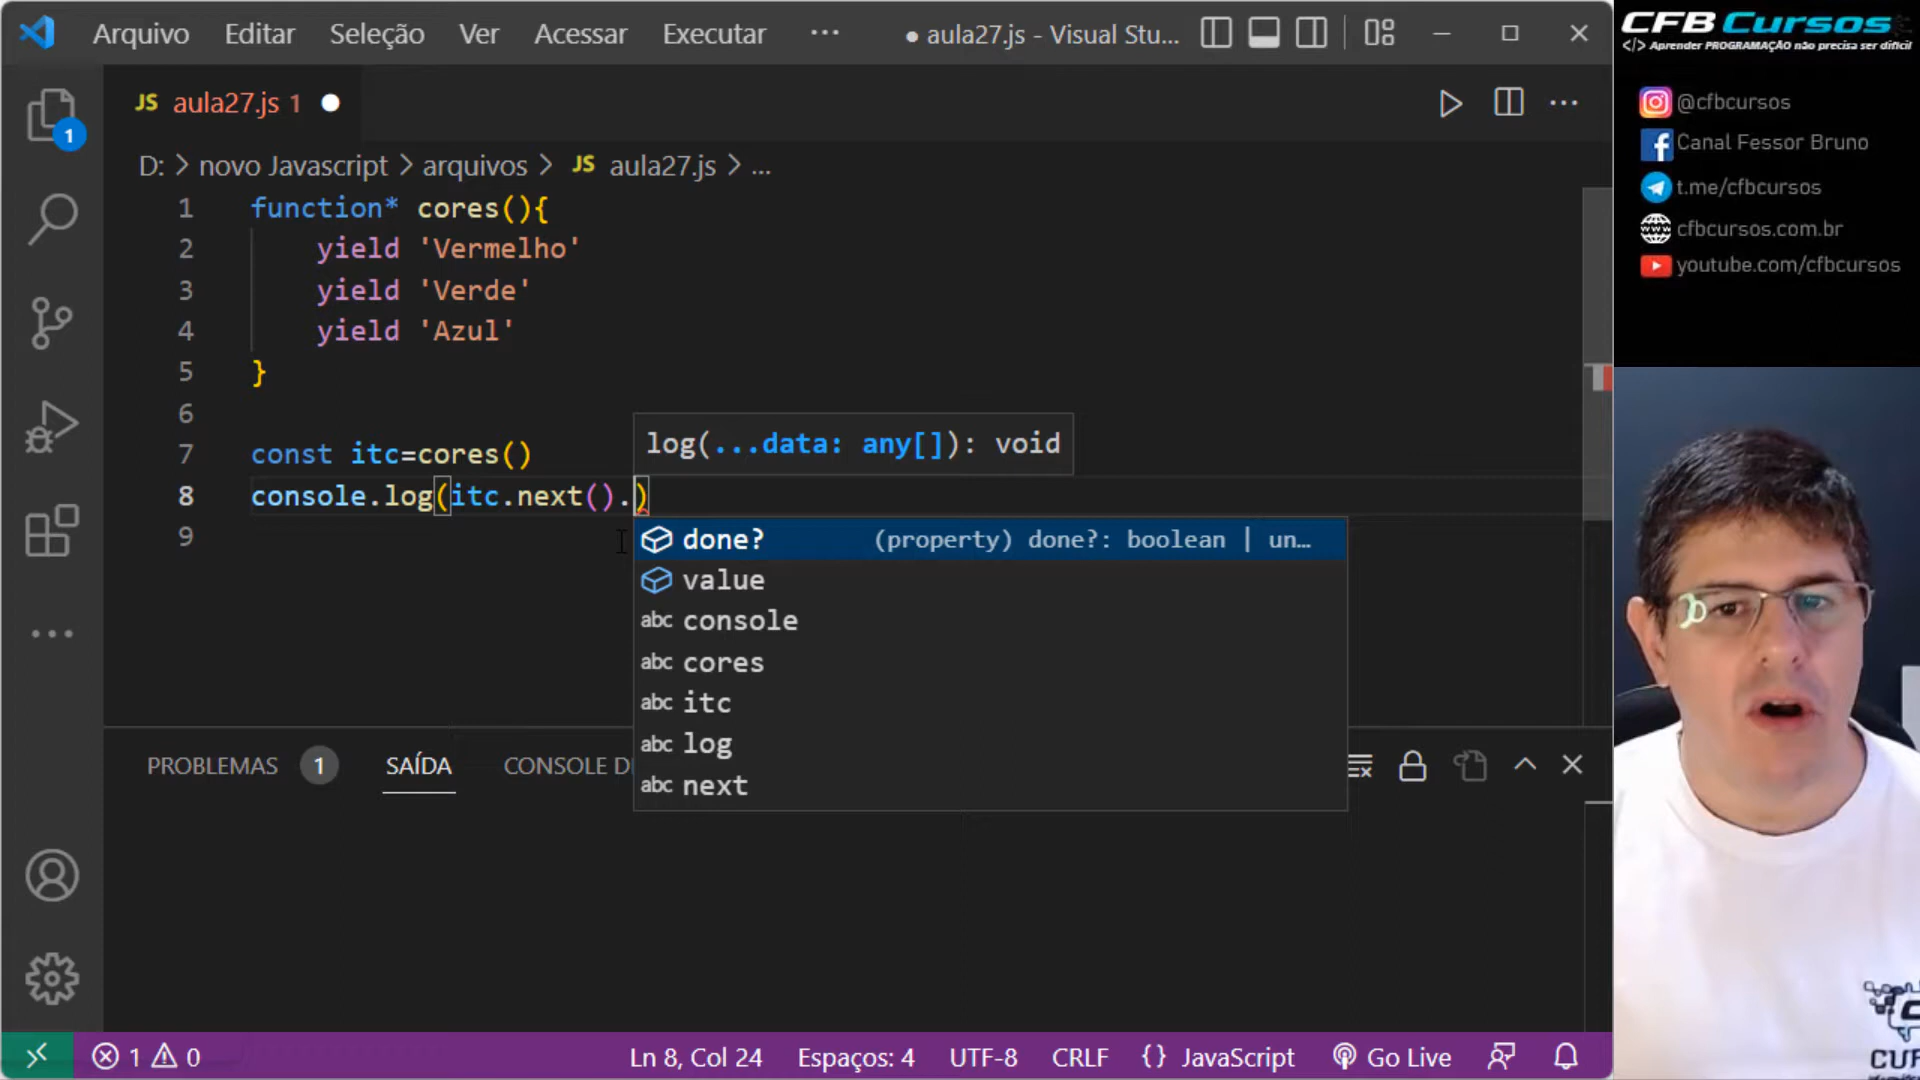 Arquivo Editar Seleção Ver Acessar Executar ··· ● aula27.js - Visual Stu...
JS aula27.js 1 ●
D: > novo Javascript > arquivos > JS aula27.js > ...
1 function* cores(){
2 yield 'Vermelho'
3 yield 'Verde'
4 yield 'Azul'
5 }
6
log(...data: any[]): void
7 const itc=cores()
8 console.log(itc.next().)
9
done? (property) done?: boolean | un...
value
abc console
abc cores
abc itc
abc log
abc next
1
PROBLEMAS 1 SAÍDA CONSOLE D
1 0 Ln 8, Col 24 Espaços: 4 UTF-8 CRLF {} JavaScript Go Live
CFB Cursos
</> Aprender PROGRAMAÇÃO não precisa ser difícil
@cfbcursos
Canal Fessor Bruno
t.me/cfbcursos
cfbcursos.com.br
youtube.com/cfbcursos